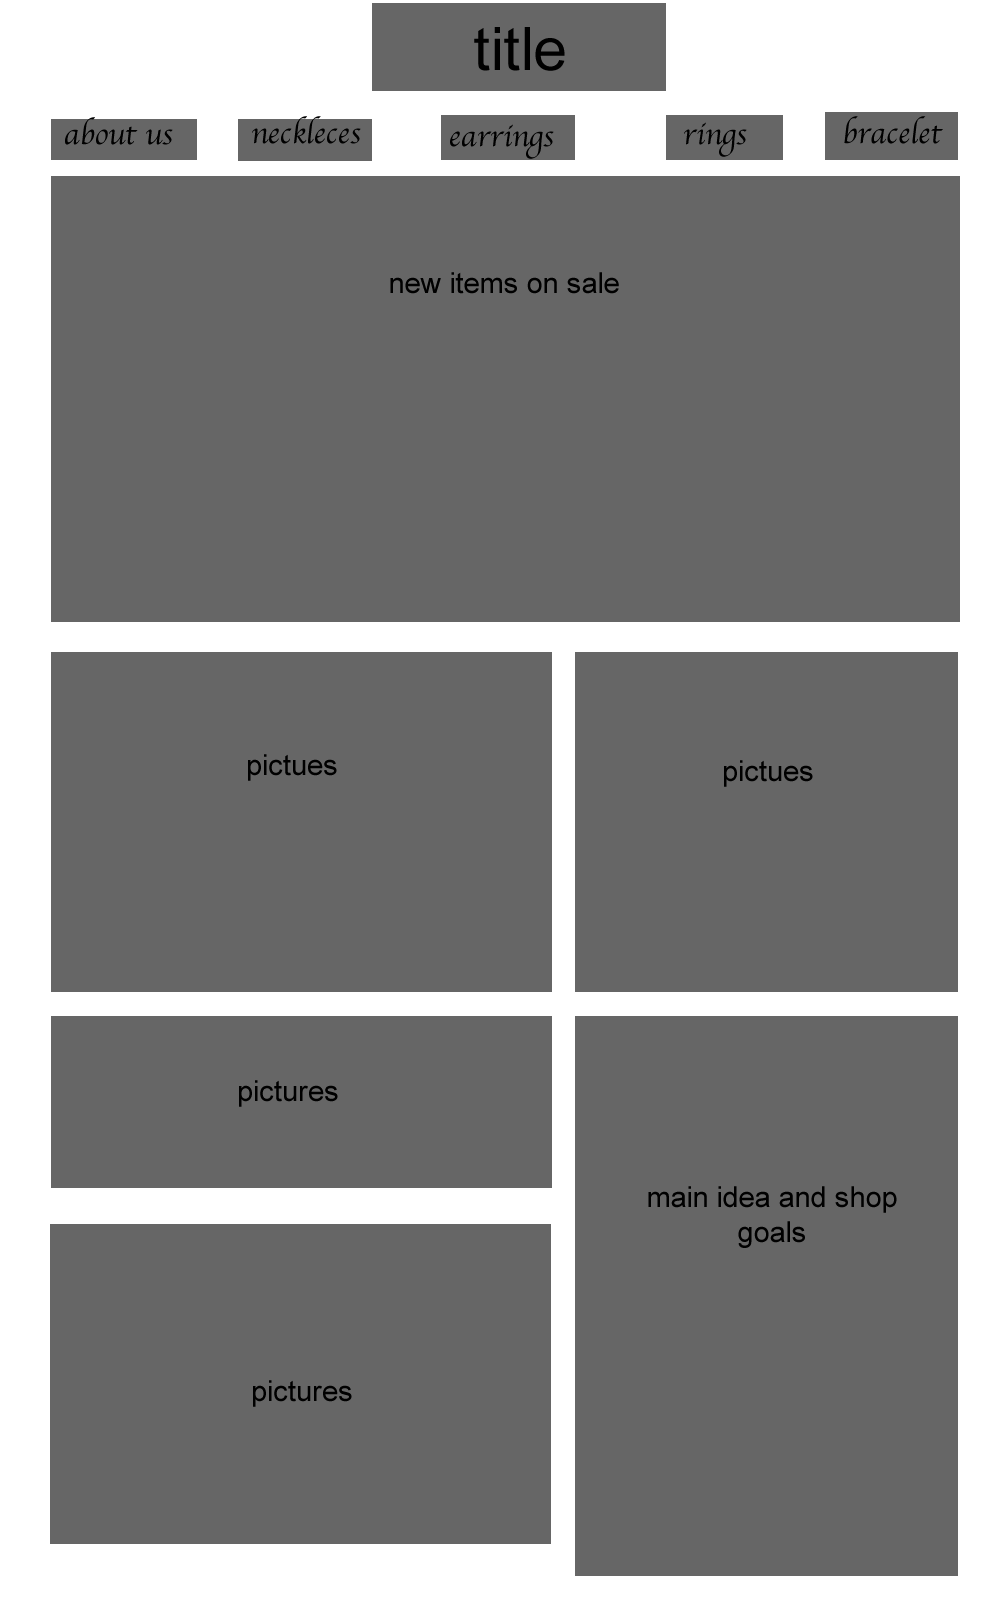 title
about us
neckleces
earrings
rings
bracelet
new items on sale
pictues
pictues
pictures
main idea and shop
goals
pictures